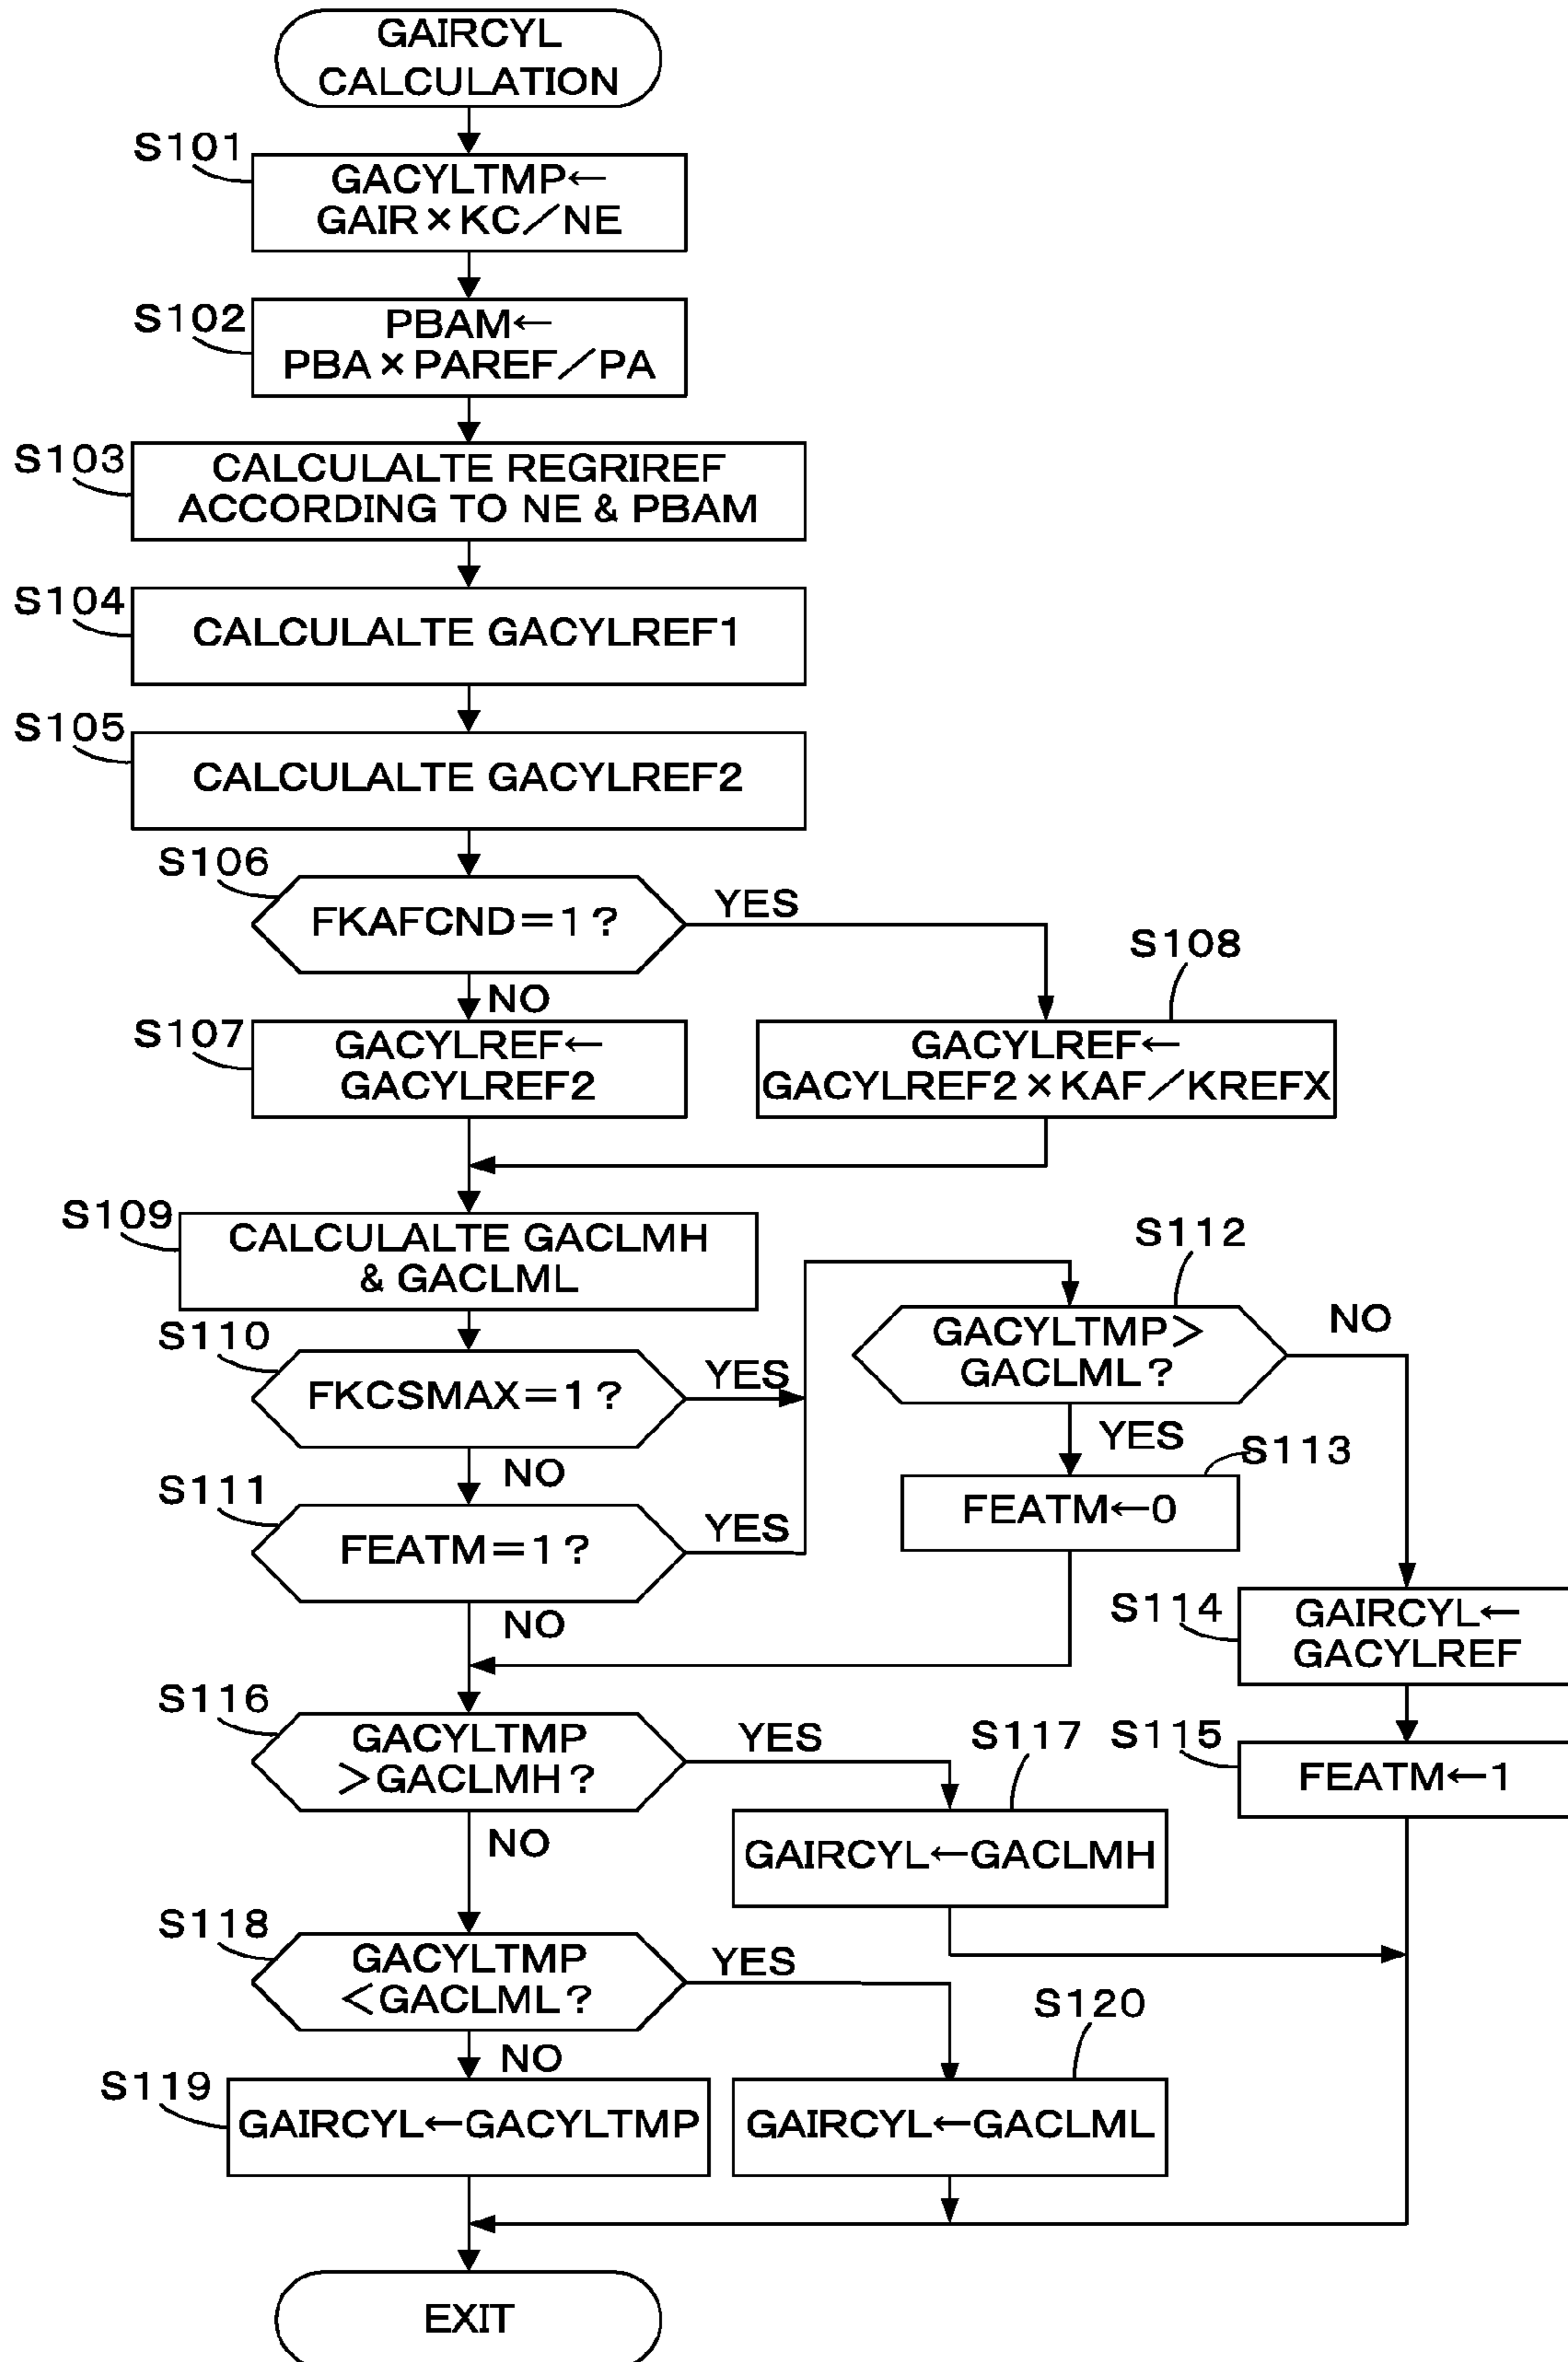 GAIRCYL
CALCULATION
S101
GACYLTMP←
GAIR×KC/NE
S102
PBAM←
PBA×PAREF/PA
S103
CALCULALTE REGRIREF
ACCORDING TO NE & PBAM
S104
CALCULALTE GACYLREF1
S105
CALCULALTE GACYLREF2
S106
FKAFCND=1?
YES
NO
S107
GACYLREF←
GACYLREF2
S108
GACYLREF←
GACYLREF2×KAF/KREFX
S109
CALCULALTE GACLMH
& GACLML
S110
FKCSMAX=1?
YES
NO
S111
FEATM=1?
YES
NO
S112
GACYLTMP>
GACLML?
NO
YES
S113
FEATM←0
S114
GAIRCYL←
GACYLREF
S115
FEATM←1
S116
GACYLTMP
>GACLMH?
YES
NO
S117
GAIRCYL←GACLMH
S118
GACYLTMP
<GACLML?
YES
NO
S119
GAIRCYL←GACYLTMP
S120
GAIRCYL←GACLML
EXIT